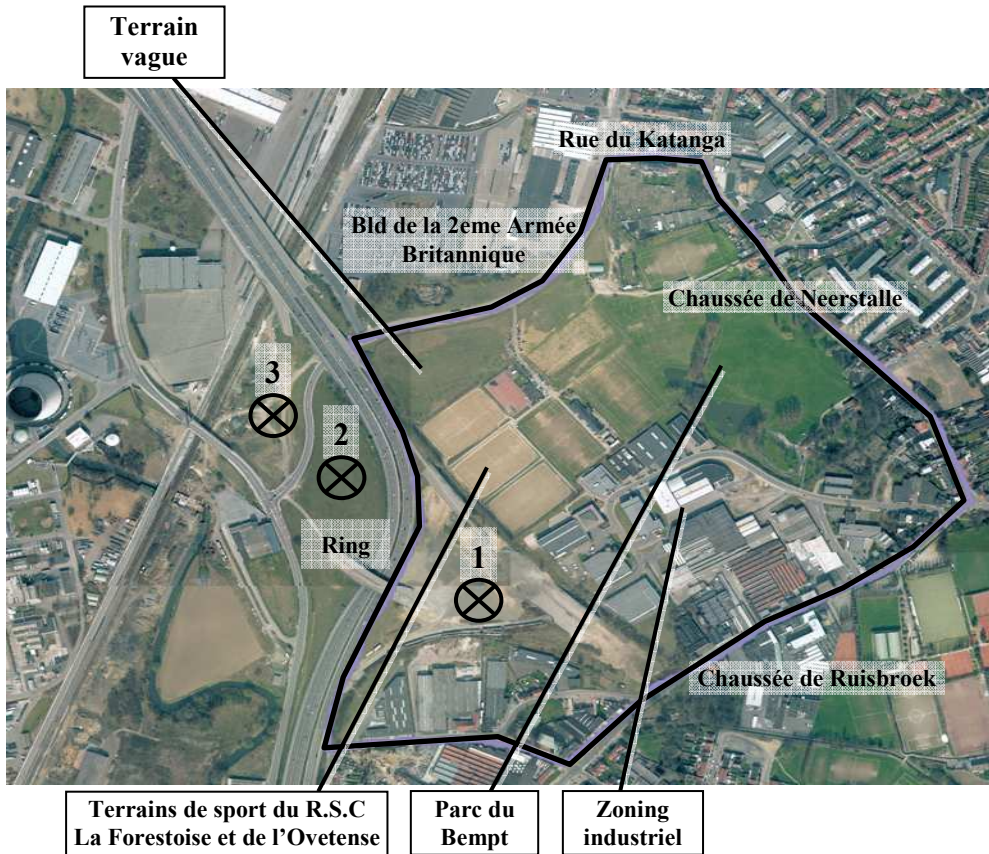 Terrain
vague
Rue du Katanga
Bld de la 2eme Armée
Britannique
Chaussée de Neerstalle
3
2
Ring
1
Chaussée de Ruisbroek
Terrains de sport du R.S.C
La Forestoise et de l'Ovetense
Parc du
Bempt
Zoning
industriel